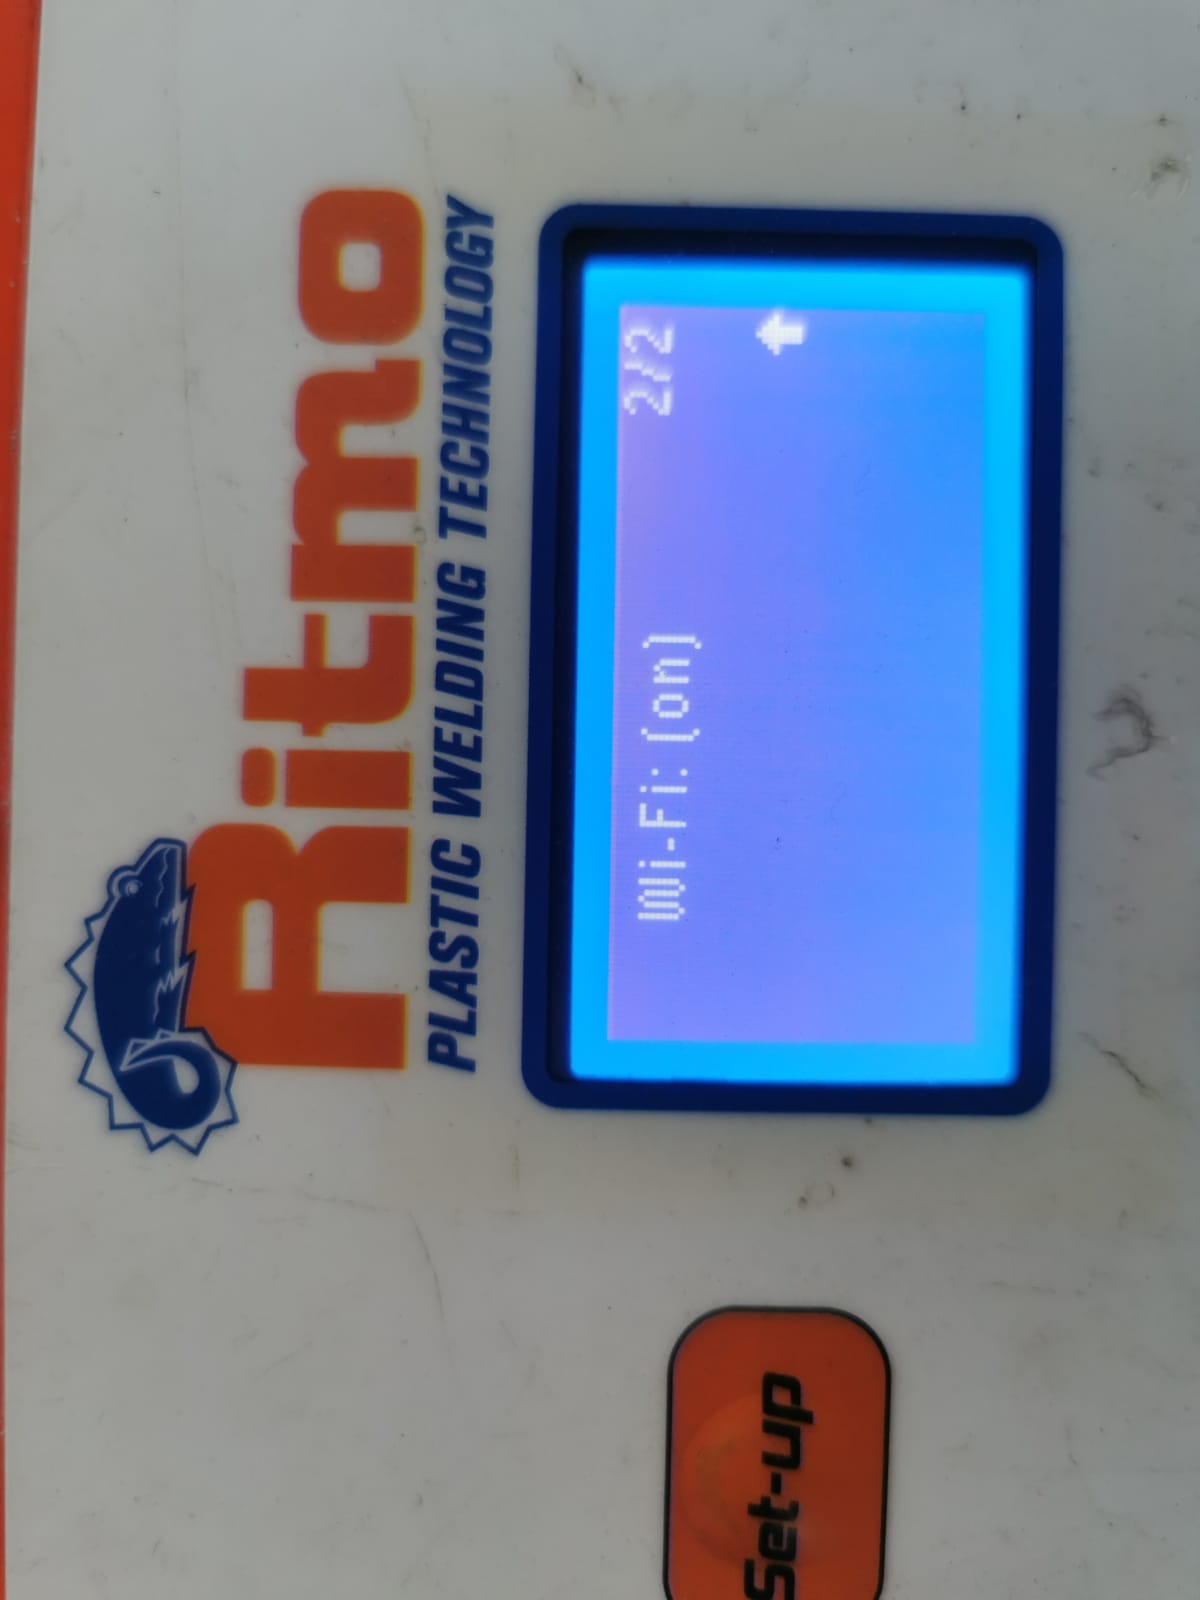 Ritmo
PLASTIC WELDING TECHNOLOGY
2/2
Wi-Fi:(on)
Set-up